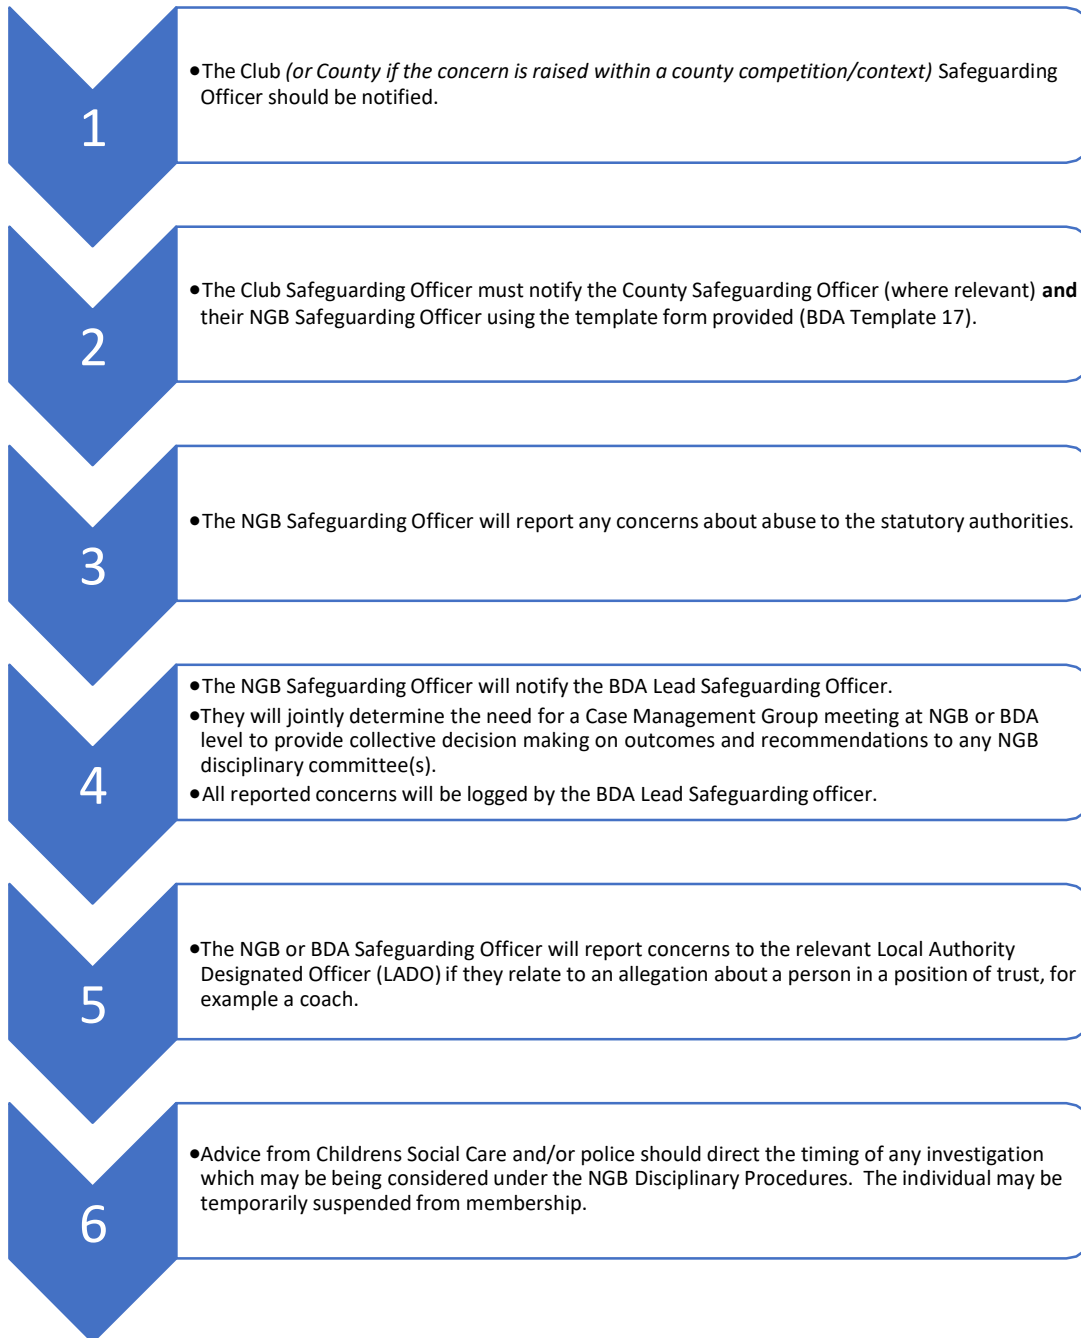 1
•The Club (or County if the concern is raised within a county competition/context) Safeguarding
Officer should be notified.
2
•The Club Safeguarding Officer must notify the County Safeguarding Officer (where relevant) and
their NGB Safeguarding Officer using the template form provided (BDA Template 17).
3
•The NGB Safeguarding Officer will report any concerns about abuse to the statutory authorities.
4
•The NGB Safeguarding Officer will notify the BDA Lead Safeguarding Officer.
•They will jointly determine the need for a Case Management Group meeting at NGB or BDA
level to provide collective decision making on outcomes and recommendations to any NGB
disciplinary committee(s).
•All reported concerns will be logged by the BDA Lead Safeguarding officer.
5
•The NGB or BDA Safeguarding Officer will report concerns to the relevant Local Authority
Designated Officer (LADO) if they relate to an allegation about a person in a position of trust, for
example a coach.
6
•Advice from Childrens Social Care and/or police should direct the timing of any investigation
which may be being considered under the NGB Disciplinary Procedures.  The individual may be
temporarily suspended from membership.